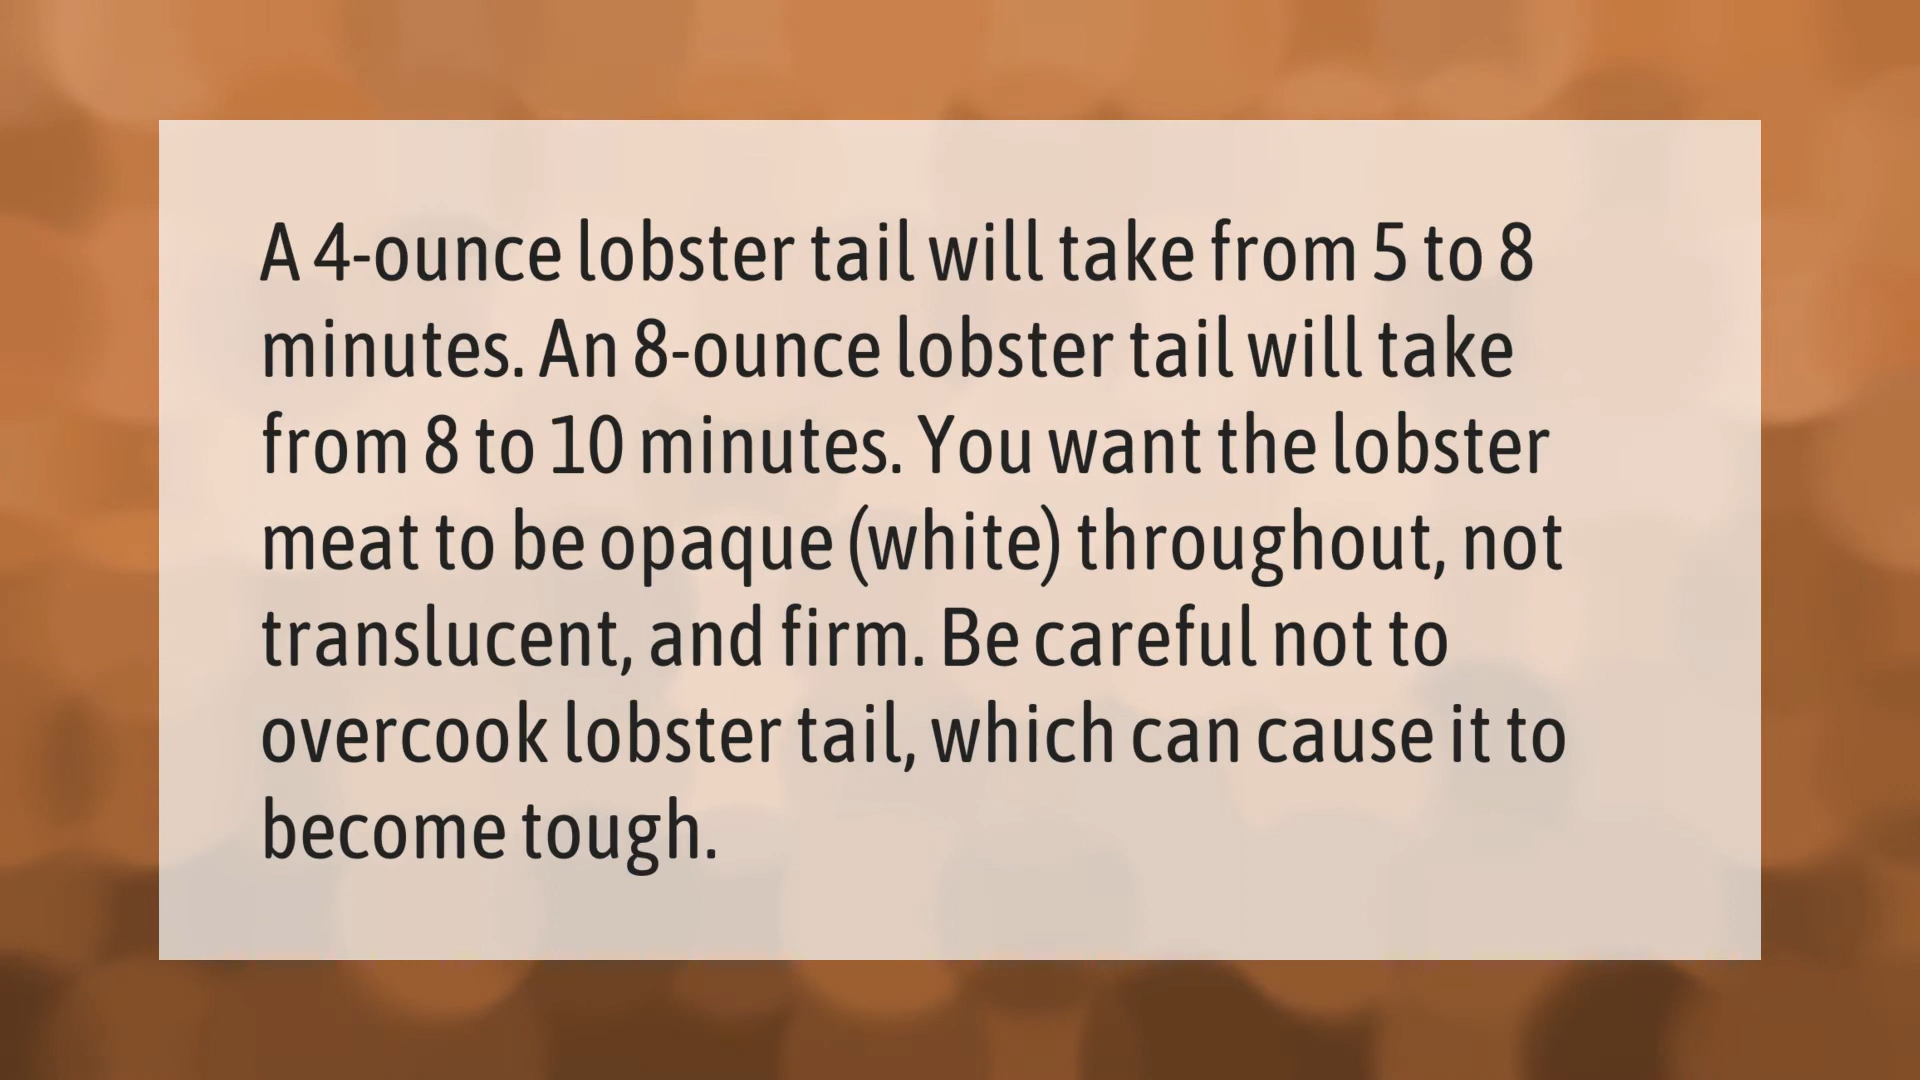 A 4-ounce lobster tail will take from 5 to 8
minutes. An 8-ounce lobster tail will take
from 8 to 10 minutes. You want the lobster
meat to be opaque (white) throughout, not
translucent, and firm. Be careful not to
overcook lobster tail, which can cause it to
become tough.